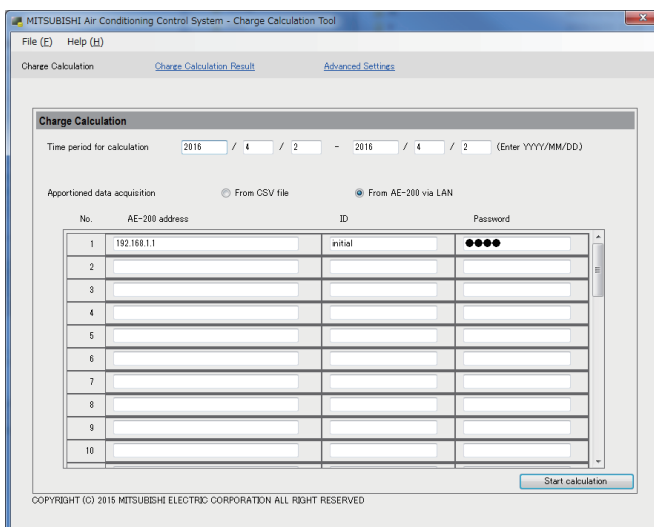 MITSUBISHI Air Conditioning Control System - Charge Calculation Tool
File (F) Help (H)
Charge Calculation Charge Calculation Result Advanced Settings
Charge Calculation
Time period for calculation 2016 / 4 / 2 - 2016 / 4 / 2 (Enter YYYY/MM/DD.)
Apportioned data acquisition From CSV file From AE-200 via LAN
No. AE-200 address ID Password
1 192.168.1.1 initial ●●●●
2
3
4
5
6
7
8
9
10
Start calculation
COPYRIGHT (C) 2015 MITSUBISHI ELECTRIC CORPORATION ALL RIGHT RESERVED